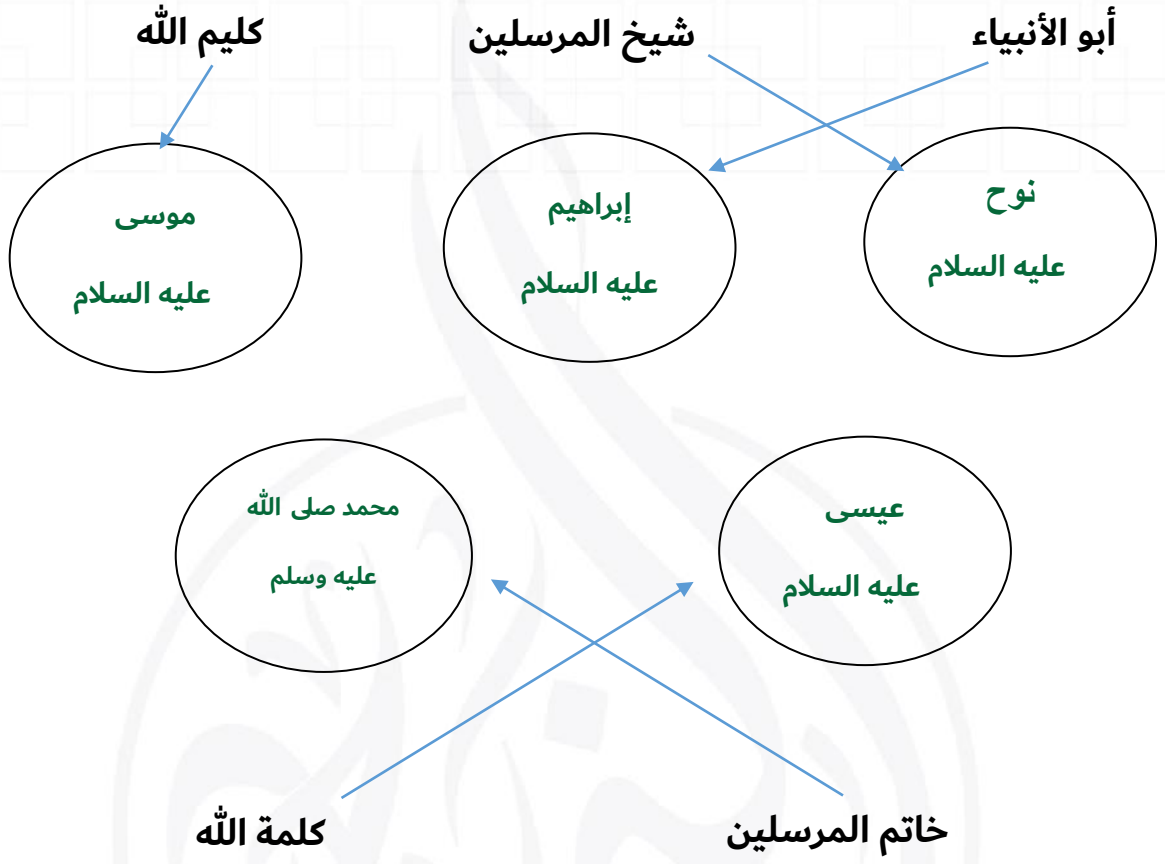 أبو الأنبياء
شيخ المرسلين
كليم الله
نوح
عليه السلام
إبراهيم
عليه السلام
موسى
عليه السلام
عيسى
عليه السلام
محمد صلى الله
عليه وسلم
خاتم المرسلين
كلمة الله